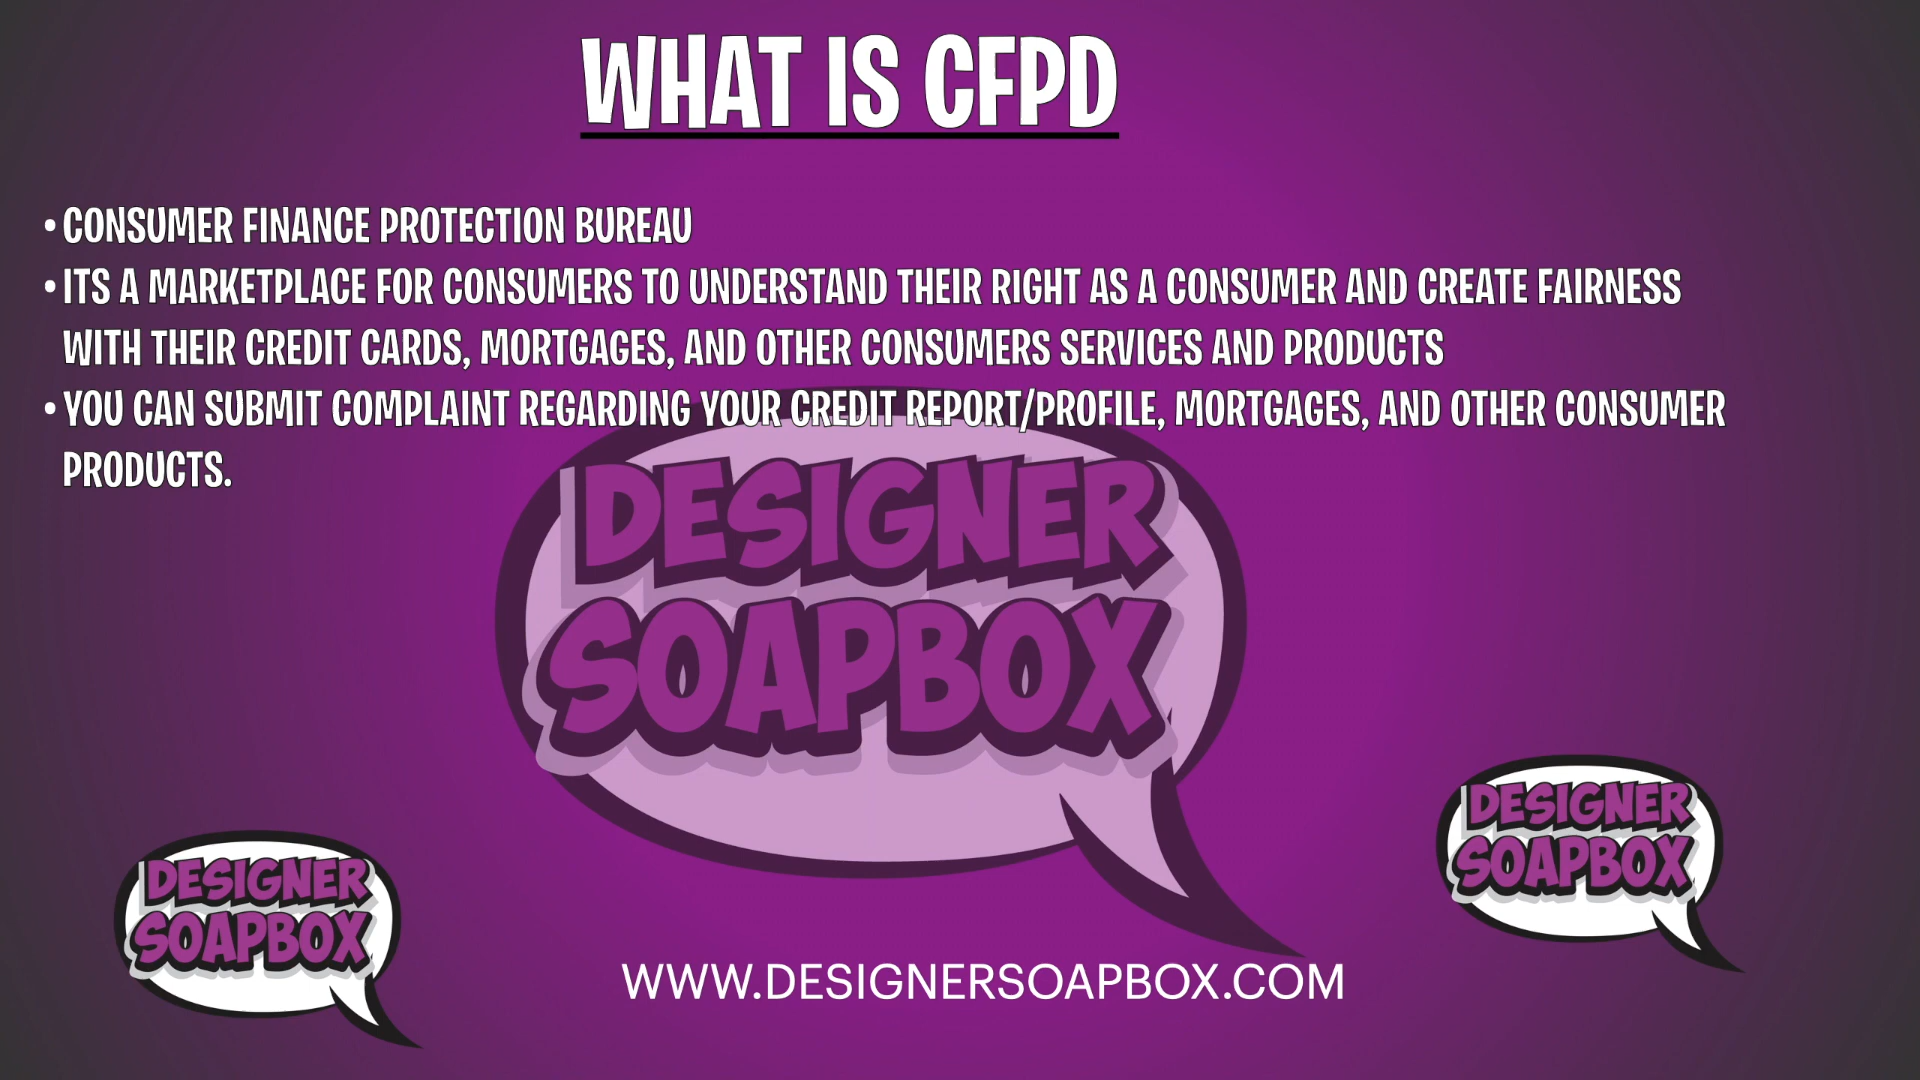 WHAT IS CFPD
• CONSUMER FINANCE PROTECTION BUREAU
• ITS A MARKETPLACE FOR CONSUMERS TO UNDERSTAND THEIR RIGHT AS A CONSUMER AND CREATE FAIRNESS
WITH THEIR CREDIT CARDS, MORTGAGES, AND OTHER CONSUMERS SERVICES AND PRODUCTS
• YOU CAN SUBMIT COMPLAINT REGARDING YOUR CREDIT REPORT/PROFILE, MORTGAGES, AND OTHER CONSUMER
PRODUCTS.
DESIGNER
SOAPBOX
DESIGNER
SOAPBOX
DESIGNER
SOAPBOX
WWW.DESIGNERSOAPBOX.COM